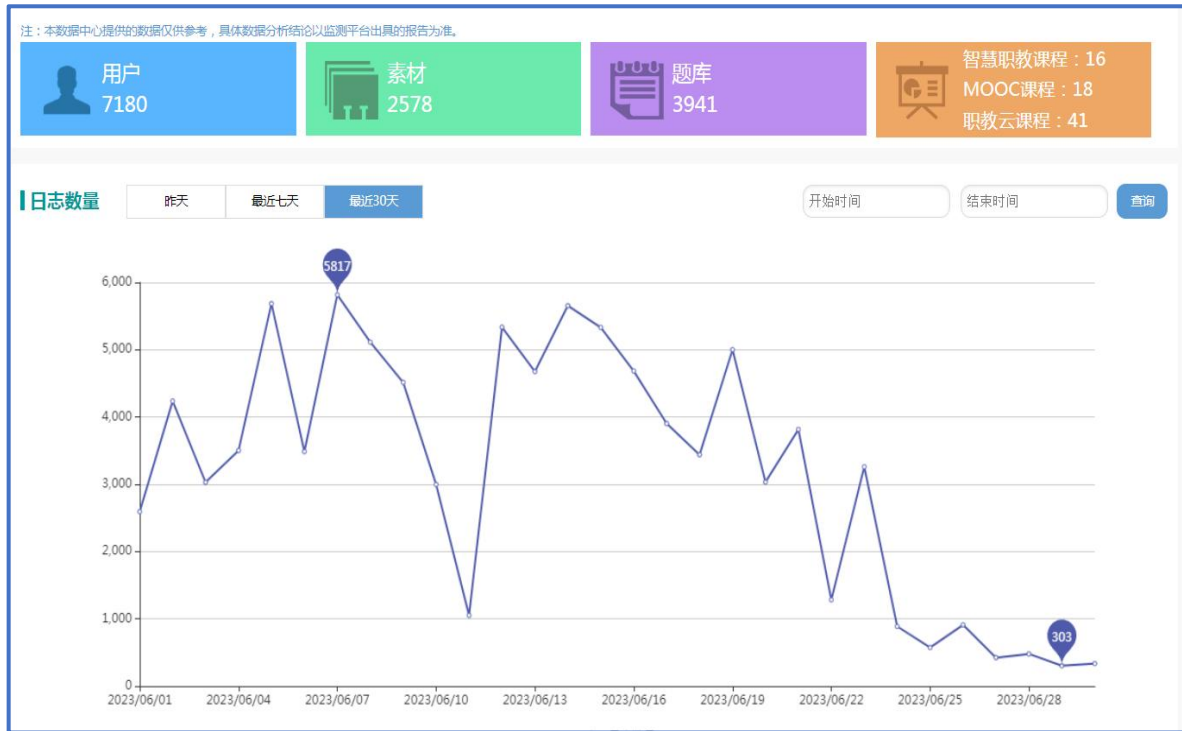 注：本数据中心提供的数据仅供参考，具体数据分析结论以监测平台出具的报告为准。
用户
7180
素材
2578
题库
3941
智慧职教课程：16
MOOC课程：18
职教云课程：41
日志数量
昨天
最近七天
最近30天
开始时间
结束时间
查询
5817
6,000
5,000
4,000
3,000
2,000
1,000
303
0
2023/06/01
2023/06/04
2023/06/07
2023/06/10
2023/06/13
2023/06/16
2023/06/19
2023/06/22
2023/06/25
2023/06/28